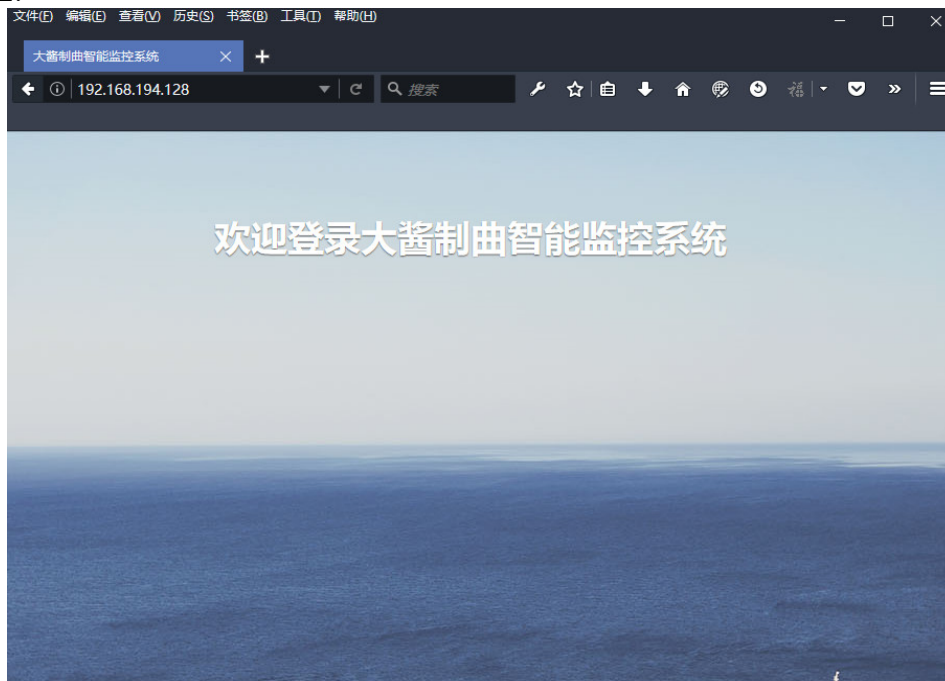 文件(F) 编辑(E) 查看(V) 历史(S) 书签(B) 工具(T) 帮助(H)
大酱制曲智能监控系统
192.168.194.128 搜索
欢迎登录大酱制曲智能监控系统